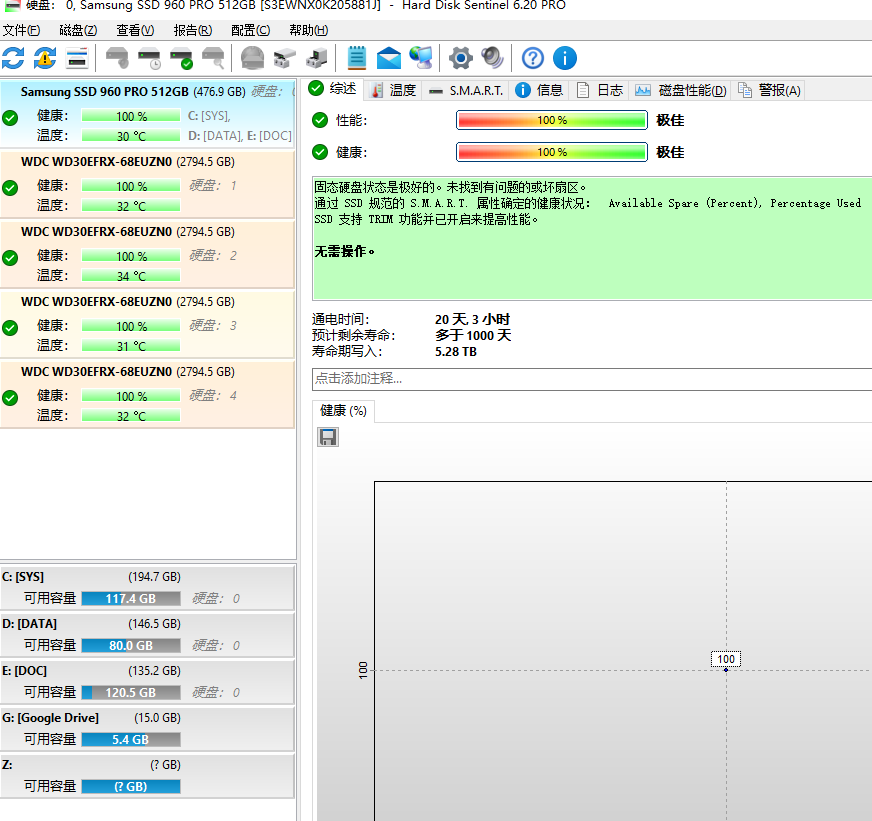 硬盘: 0, Samsung SSD 960 PRO 512GB [S3EWNX0K205881J] - Hard Disk Sentinel 6.20 PRO
文件(F) 磁盘(Z) 查看(V) 报告(R) 配置(C) 帮助(H)
Samsung SSD 960 PRO 512GB (476.9 GB) 硬盘: 0
健康: 100 % C: [SYS],
温度: 30 °C D: [DATA], E: [DOC]
WDC WD30EFRX-68EUZN0 (2794.5 GB)
健康: 100 % 硬盘: 1
温度: 32 °C
WDC WD30EFRX-68EUZN0 (2794.5 GB)
健康: 100 % 硬盘: 2
温度: 34 °C
WDC WD30EFRX-68EUZN0 (2794.5 GB)
健康: 100 % 硬盘: 3
温度: 31 °C
WDC WD30EFRX-68EUZN0 (2794.5 GB)
健康: 100 % 硬盘: 4
温度: 32 °C
C: [SYS] (194.7 GB)
可用容量 117.4 GB 硬盘: 0
D: [DATA] (146.5 GB)
可用容量 80.0 GB 硬盘: 0
E: [DOC] (135.2 GB)
可用容量 120.5 GB 硬盘: 0
G: [Google Drive] (15.0 GB)
可用容量 5.4 GB
Z: (? GB)
可用容量 (? GB)
综述 温度 S.M.A.R.T. 信息 日志 磁盘性能(D) 警报(A)
性能: 100 % 极佳
健康: 100 % 极佳
固态硬盘状态是极好的。未找到有问题的或坏扇区。
通过 SSD 规范的 S.M.A.R.T. 属性确定的健康状况: Available Spare (Percent), Percentage Used
SSD 支持 TRIM 功能并已开启来提高性能。
无需操作。
通电时间: 20 天, 3 小时
预计剩余寿命: 多于 1000 天
寿命期写入: 5.28 TB
点击添加注释...
健康 (%)
100
100